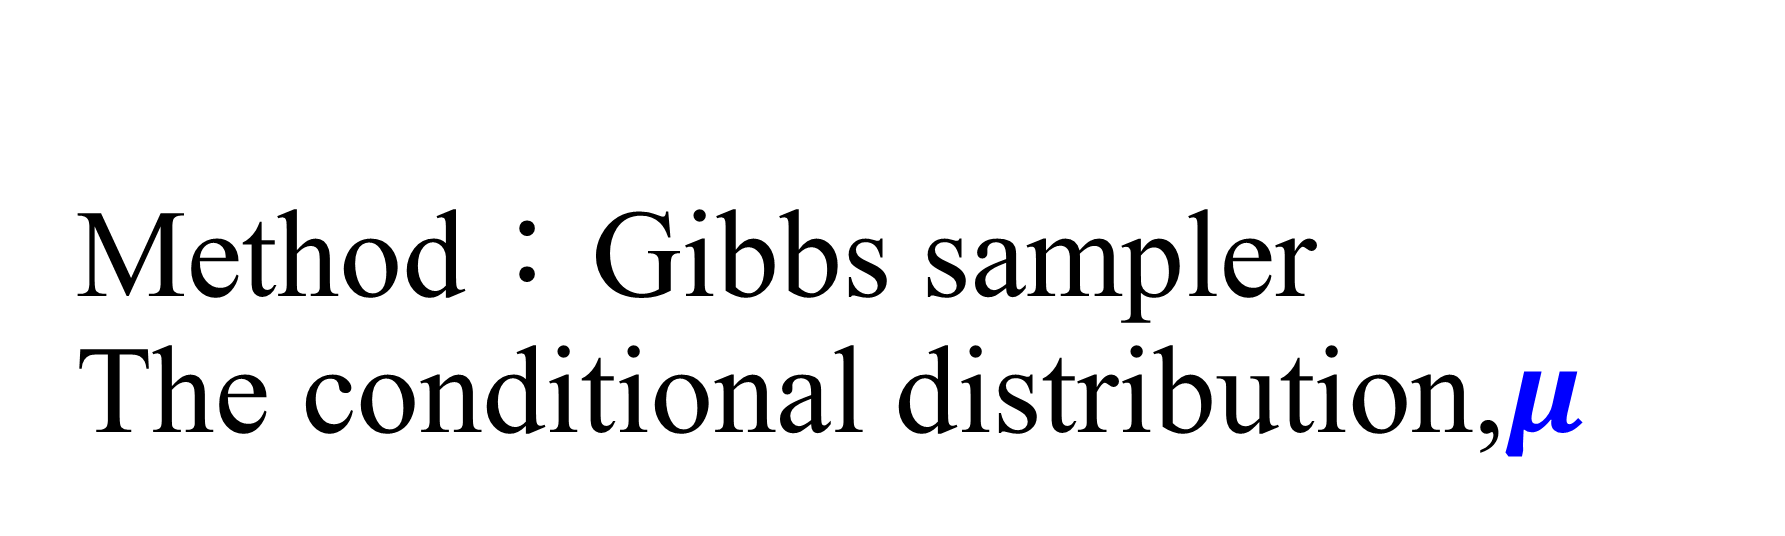 Method：Gibbs sampler
The conditional distribution,μ